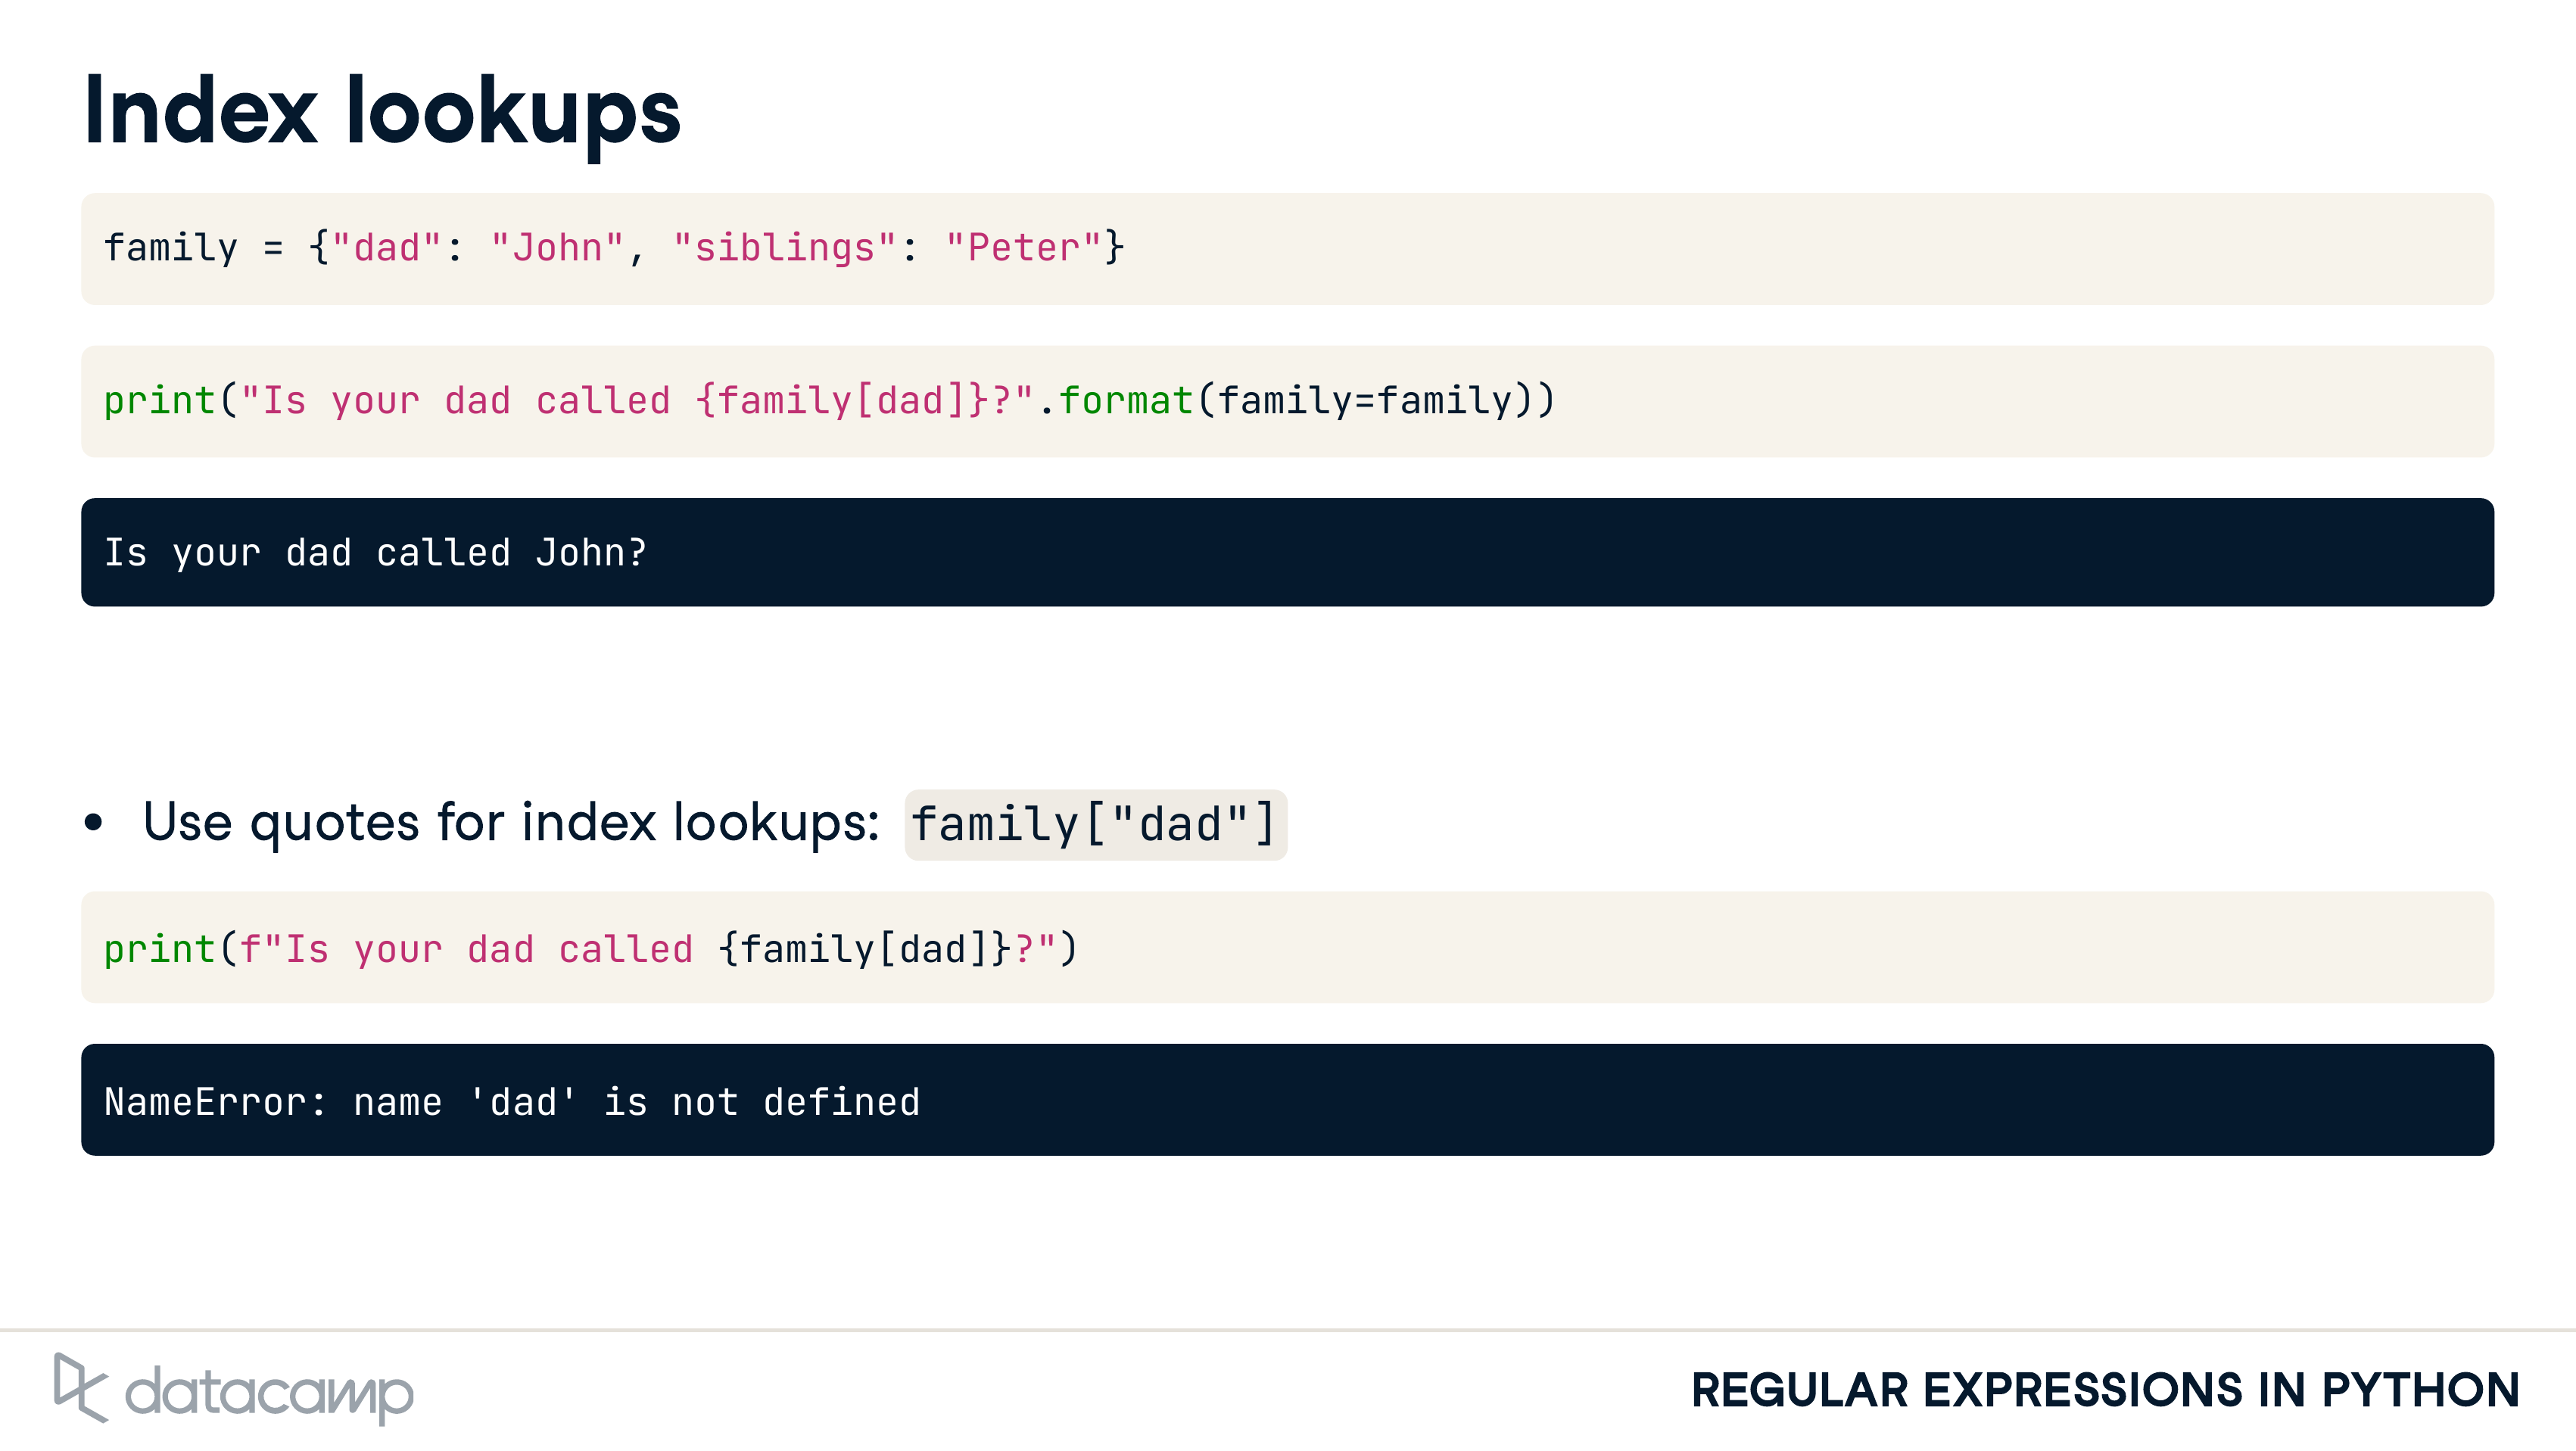 Index lookups
family = {"dad": "John", "siblings": "Peter"}
print("Is your dad called {family[dad]}?".format(family=family))
Is your dad called John?
• Use quotes for index lookups: family["dad"]
print(f"Is your dad called {family[dad]}?")
NameError: name 'dad' is not defined
datacamp
REGULAR EXPRESSIONS IN PYTHON